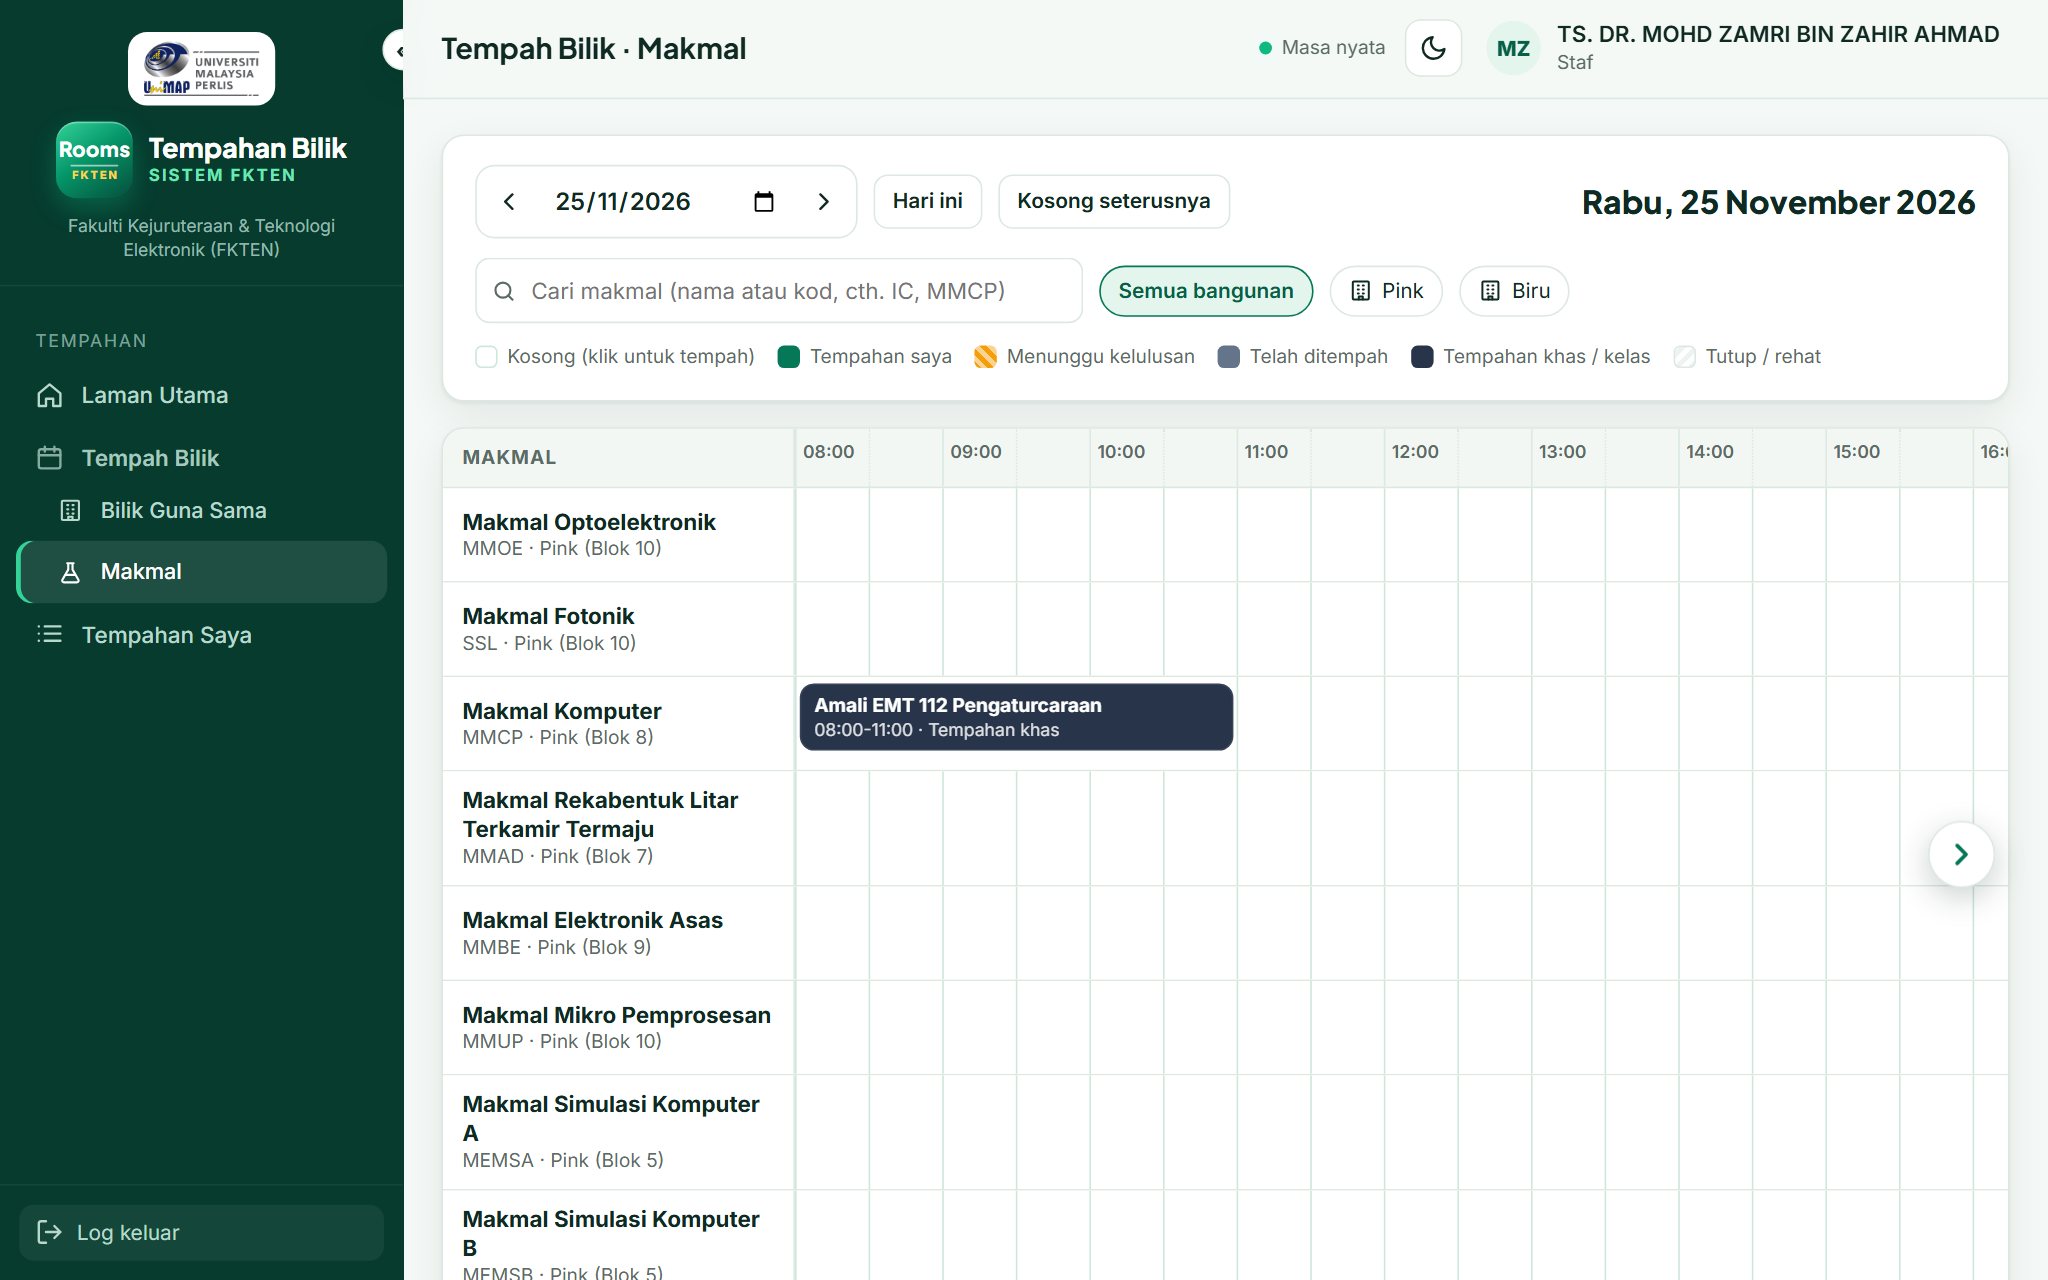 UNIVERSITI
MALAYSIA
PERLIS
UniMAP
Rooms
FKTEN
Tempahan Bilik
SISTEM FKTEN
Fakulti Kejuruteraan & Teknologi
Elektronik (FKTEN)
TEMPAHAN
Laman Utama
Tempah Bilik
Bilik Guna Sama
Makmal
Tempahan Saya
Log keluar
Tempah Bilik · Makmal
Masa nyata
MZ
TS. DR. MOHD ZAMRI BIN ZAHIR AHMAD
Staf
25/11/2026
Hari ini
Kosong seterusnya
Rabu, 25 November 2026
Cari makmal (nama atau kod, cth. IC, MMCP)
Semua bangunan
Pink
Biru
Kosong (klik untuk tempah)
Tempahan saya
Menunggu kelulusan
Telah ditempah
Tempahan khas / kelas
Tutup / rehat
MAKMAL
08:00
09:00
10:00
11:00
12:00
13:00
14:00
15:00
Makmal Optoelektronik
MMOE · Pink (Blok 10)
Makmal Fotonik
SSL · Pink (Blok 10)
Makmal Komputer
MMCP · Pink (Blok 8)
Amali EMT 112 Pengaturcaraan
08:00-11:00 · Tempahan khas
Makmal Rekabentuk Litar
Terkamir Termaju
MMAD · Pink (Blok 7)
Makmal Elektronik Asas
MMBE · Pink (Blok 9)
Makmal Mikro Pemprosesan
MMUP · Pink (Blok 10)
Makmal Simulasi Komputer
A
MEMSA · Pink (Blok 5)
Makmal Simulasi Komputer
B
MEMSB · Pink (Blok 5)